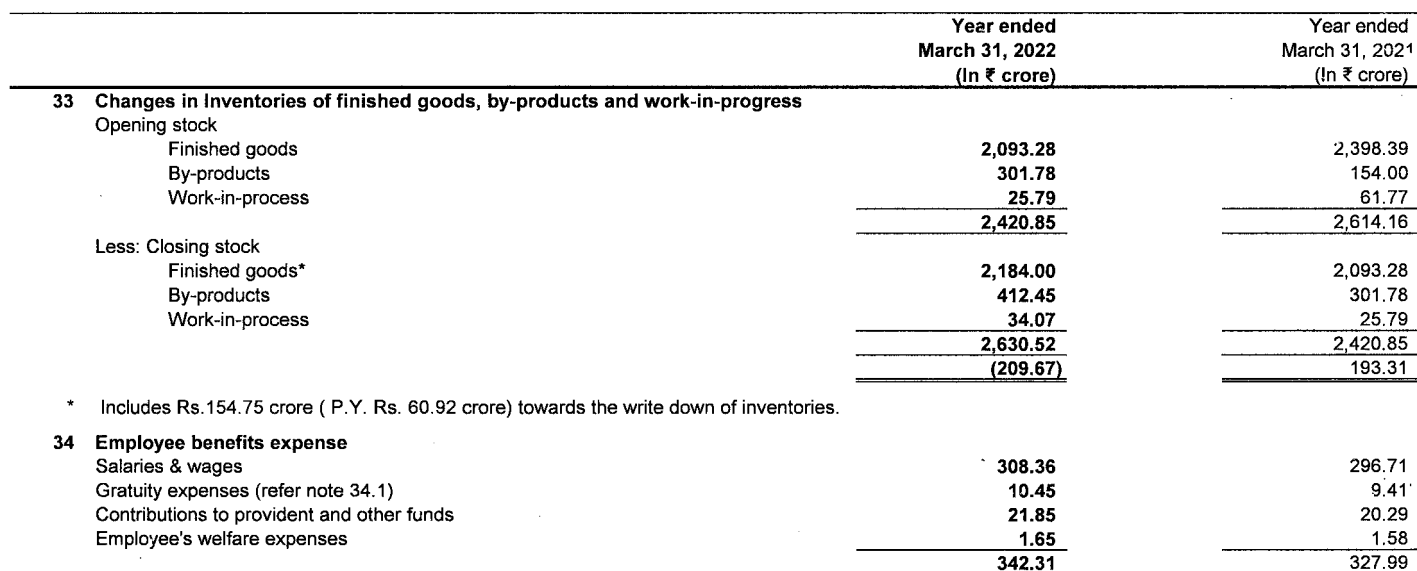 Year ended Year ended
March 31, 2022 March 31, 2021
(In ₹ crore) (In ₹ crore)
33 Changes in Inventories of finished goods, by-products and work-in-progress
Opening stock
Finished goods 2,093.28 2,398.39
By-products 301.78 154.00
Work-in-process 25.79 61.77
2,420.85 2,614.16
Less: Closing stock
Finished goods* 2,184.00 2,093.28
By-products 412.45 301.78
Work-in-process 34.07 25.79
2,630.52 2,420.85
(209.67) 193.31
* Includes Rs.154.75 crore ( P.Y. Rs. 60.92 crore) towards the write down of inventories.
34 Employee benefits expense
Salaries & wages 308.36 296.71
Gratuity expenses (refer note 34.1) 10.45 9.41
Contributions to provident and other funds 21.85 20.29
Employee's welfare expenses 1.65 1.58
342.31 327.99